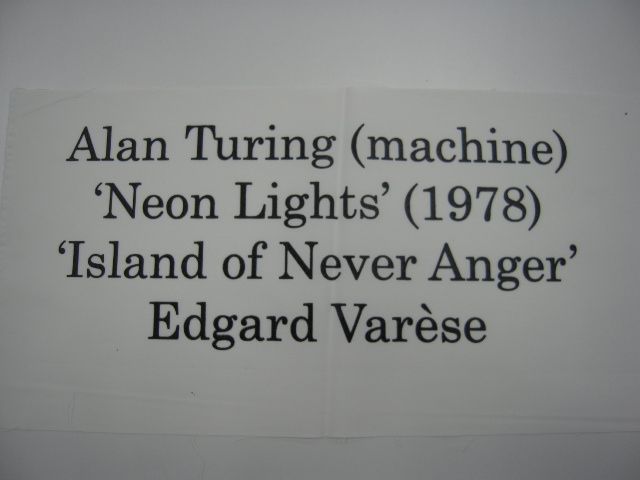 Alan Turing (machine)
‘Neon Lights’ (1978)
‘Island of Never Anger’
Edgard Varèse